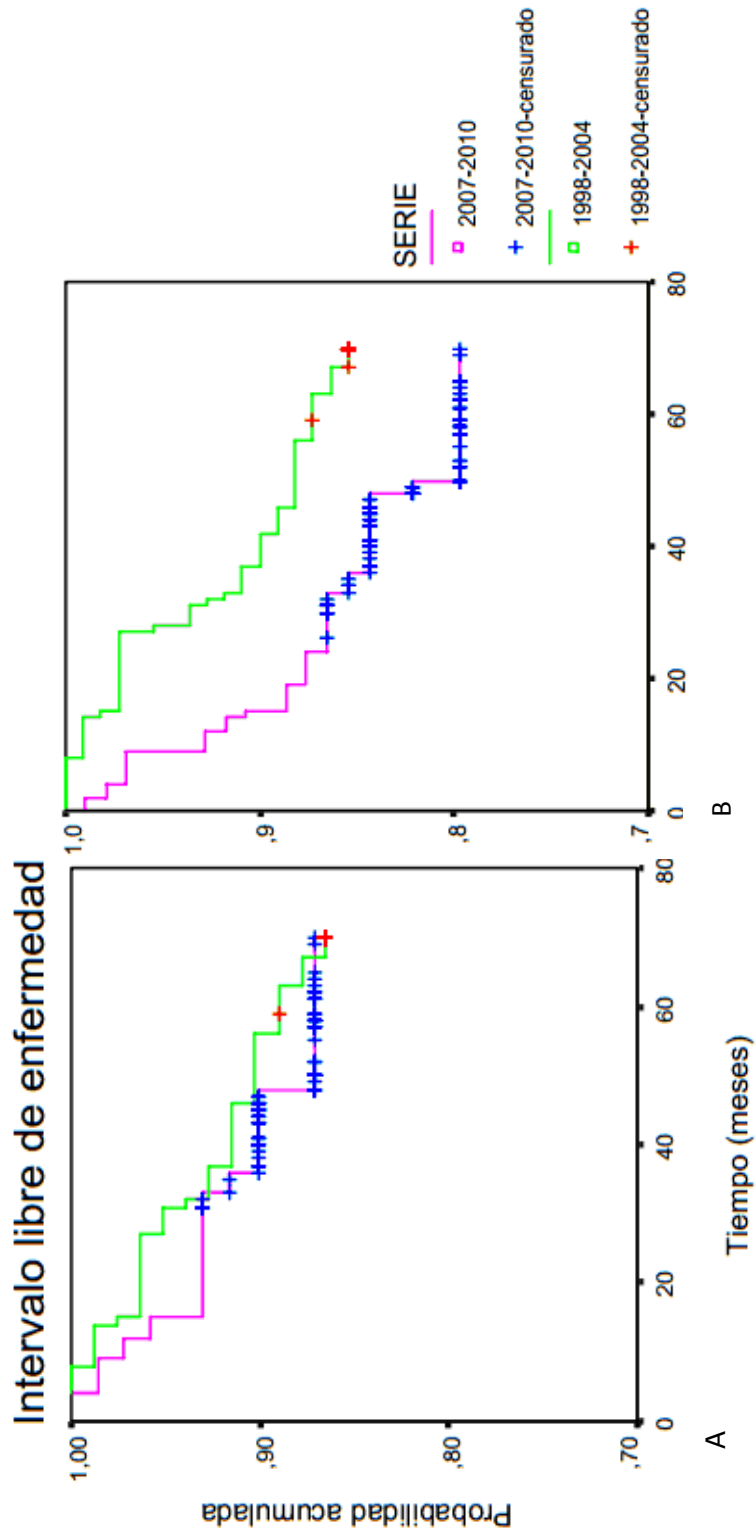 Intervalo libre de enfermedad
Probabilidad acumulada
1,00
,90
,80
,70
0
20
40
60
80
Tiempo (meses)
A
1,0
,9
,8
,7
0
20
40
60
80
B
SERIE
2007-2010
2007-2010-censurado
1998-2004
1998-2004-censurado